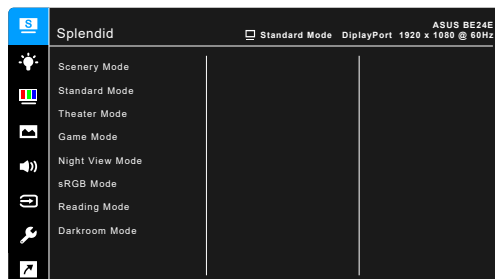 S
ASUS BE24E
Splendid
Standard Mode DiplayPort 1920 x 1080 @ 60Hz
Scenery Mode
Standard Mode
Theater Mode
Game Mode
Night View Mode
sRGB Mode
Reading Mode
Darkroom Mode